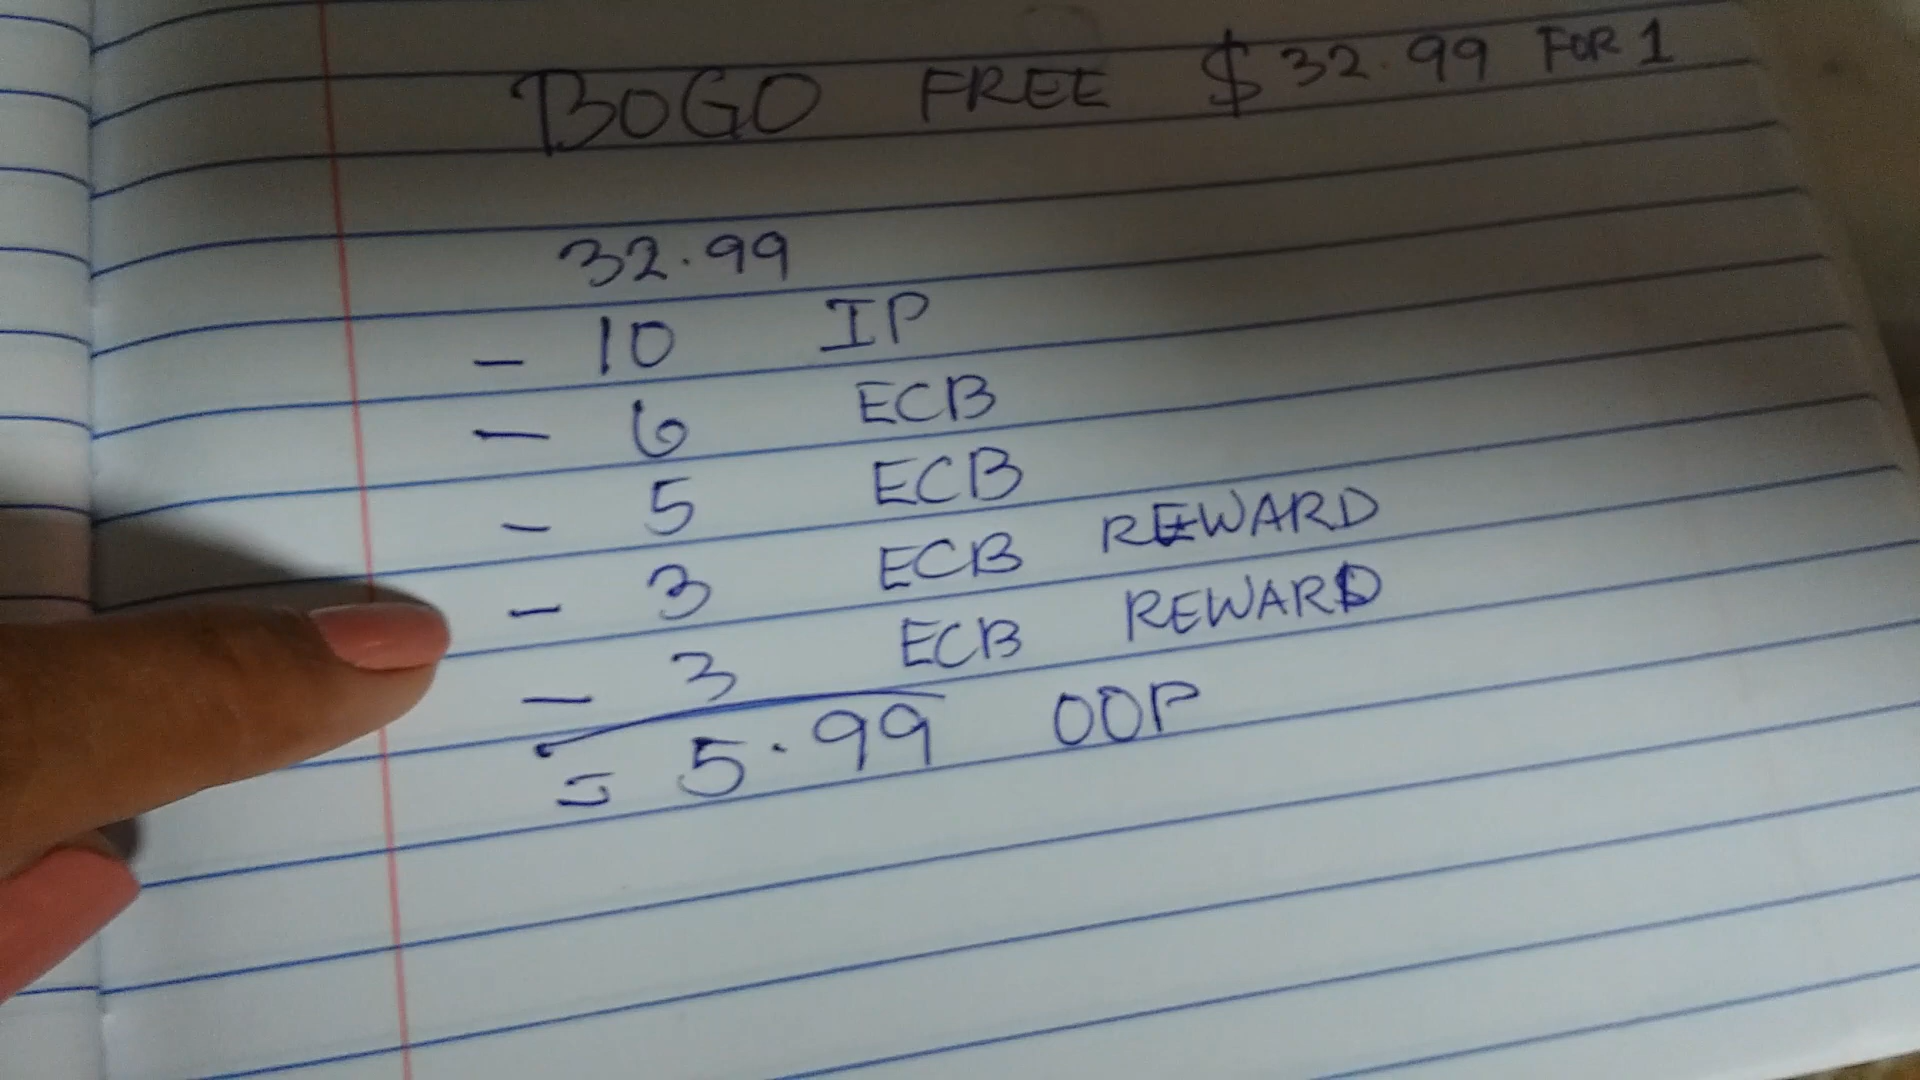 BOGO FREE $32.99 FOR 1
32.99
- 10 IP
- 6 ECB
- 5 ECB
- 3 ECB REWARD
- 3 ECB REWARD
= 5.99 OOP